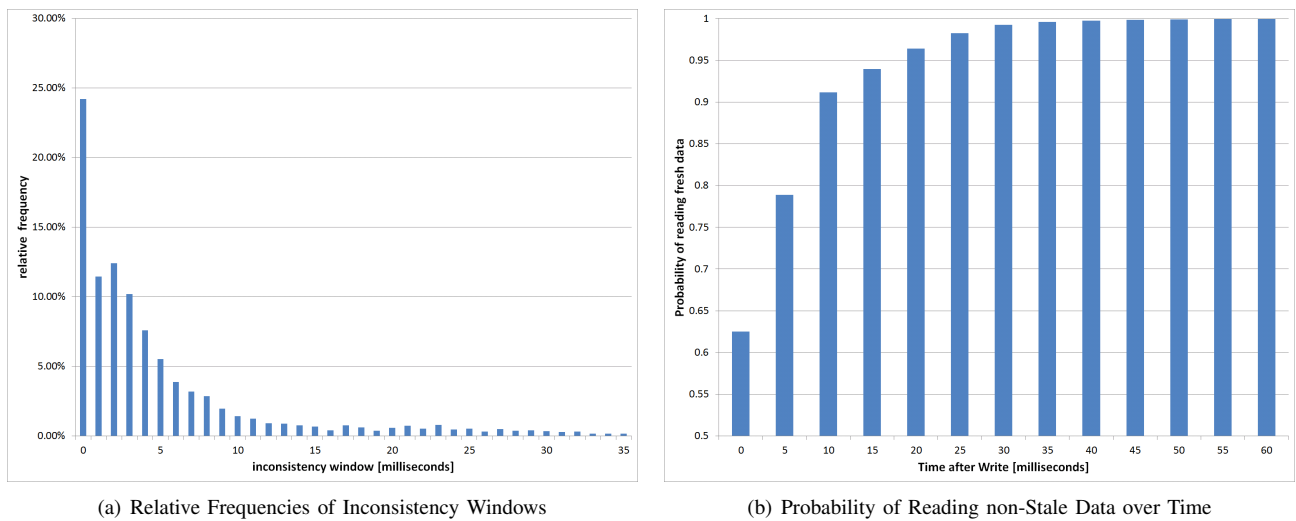 30.00%
25.00%
20.00%
15.00%
10.00%
5.00%
0.00%
relative frequency
0 5 10 15 20 25 30 35
inconsistency window [milliseconds]
(a) Relative Frequencies of Inconsistency Windows
1
0.95
0.9
0.85
0.8
0.75
0.7
0.65
0.6
0.55
0.5
Probability of reading fresh data
0 5 10 15 20 25 30 35 40 45 50 55 60
Time after Write [milliseconds]
(b) Probability of Reading non-Stale Data over Time